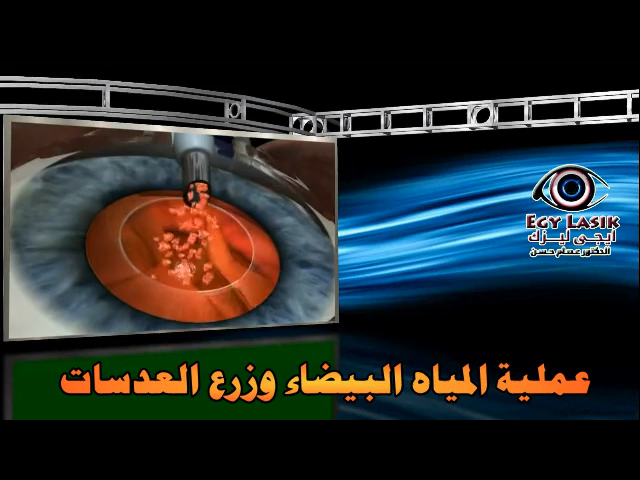 EGY LASIK
ايجى ليزك
الدكتور عصام حسن
عملية المياه البيضاء وزرع العدسات